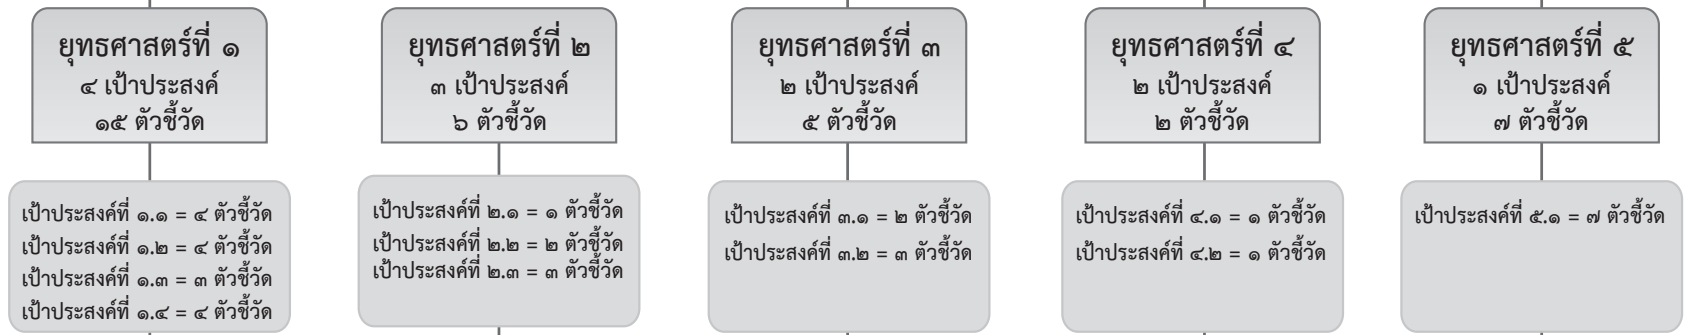 ยุทธศาสตร์ที่ ๑
๔ เป้าประสงค์
๑๕ ตัวชี้วัด
เป้าประสงค์ที่ ๑.๑ = ๔ ตัวชี้วัด
เป้าประสงค์ที่ ๑.๒ = ๔ ตัวชี้วัด
เป้าประสงค์ที่ ๑.๓ = ๓ ตัวชี้วัด
เป้าประสงค์ที่ ๑.๔ = ๔ ตัวชี้วัด
ยุทธศาสตร์ที่ ๒
๓ เป้าประสงค์
๖ ตัวชี้วัด
เป้าประสงค์ที่ ๒.๑ = ๑ ตัวชี้วัด
เป้าประสงค์ที่ ๒.๒ = ๒ ตัวชี้วัด
เป้าประสงค์ที่ ๒.๓ = ๓ ตัวชี้วัด
ยุทธศาสตร์ที่ ๓
๒ เป้าประสงค์
๕ ตัวชี้วัด
เป้าประสงค์ที่ ๓.๑ = ๒ ตัวชี้วัด
เป้าประสงค์ที่ ๓.๒ = ๓ ตัวชี้วัด
ยุทธศาสตร์ที่ ๔
๒ เป้าประสงค์
๒ ตัวชี้วัด
เป้าประสงค์ที่ ๔.๑ = ๑ ตัวชี้วัด
เป้าประสงค์ที่ ๔.๒ = ๑ ตัวชี้วัด
ยุทธศาสตร์ที่ ๕
๑ เป้าประสงค์
๗ ตัวชี้วัด
เป้าประสงค์ที่ ๕.๑ = ๗ ตัวชี้วัด